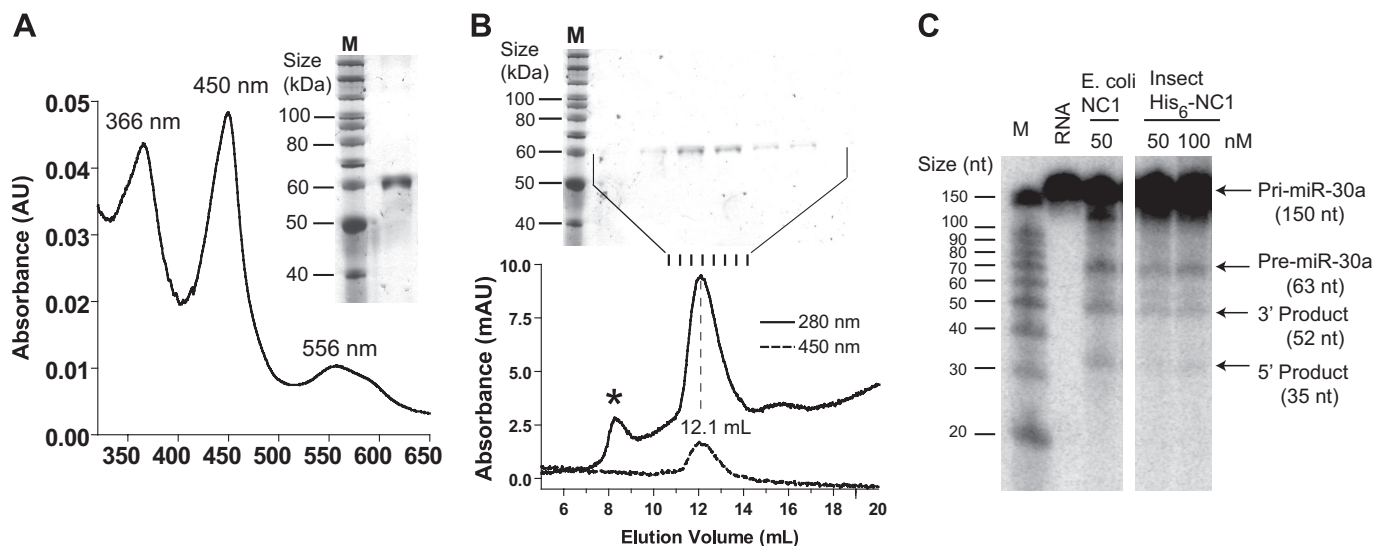 A
M
Size
(kDa)
366 nm
450 nm
556 nm
100
80
60
50
40
0.05
0.04
0.03
0.02
0.01
0.00
Absorbance (AU)
350 400 450 500 550 600 650
B
M
Size
(kDa)
100
80
60
50
40
10.0
7.5
5.0
2.5
0.0
Absorbance (mAU)
280 nm
450 nm
*
12.1 mL
6 8 10 12 14 16 18 20
Elution Volume (mL)
C
E. coli
NC1
Insect
His6-NC1
M
RNA
50
50 100 nM
Size (nt)
150
100
90
80
70
60
50
40
30
20
Pri-miR-30a
(150 nt)
Pre-miR-30a
(63 nt)
3' Product
(52 nt)
5' Product
(35 nt)